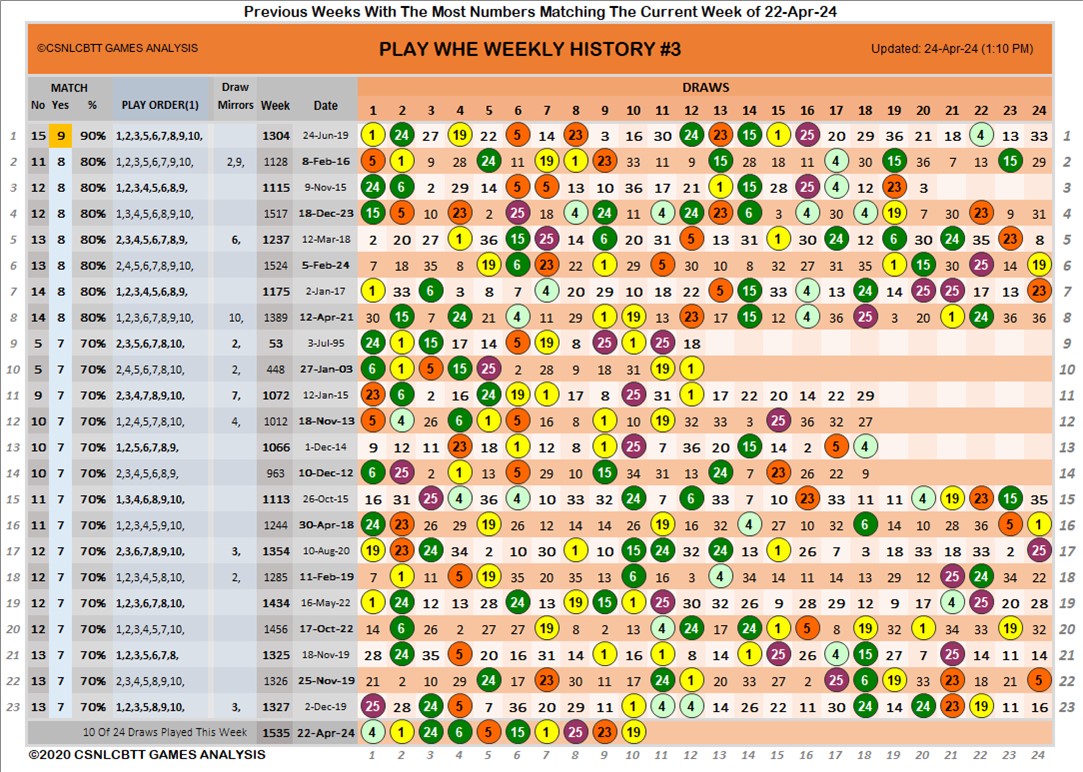 Previous Weeks With The Most Numbers Matching The Current Week of 22-Apr-24
©CSNLCBTT GAMES ANALYSIS PLAY WHE WEEKLY HISTORY #3 Updated: 24-Apr-24 (1:10 PM)
MATCH Draw DRAWS
No Yes % PLAY ORDER(1) Mirrors Week Date 1 2 3 4 5 6 7 8 9 10 11 12 13 14 15 16 17 18 19 20 21 22 23 24
1 15 9 90% 1,2,3,5,6,7,8,9,10, 1304 24-Jun-19 1 24 27 19 22 5 14 23 3 16 30 24 23 15 1 25 20 29 36 21 18 4 13 33 1
2 11 8 80% 1,2,3,5,6,7,9,10, 2,9, 1128 8-Feb-16 5 1 9 28 24 11 19 1 23 33 11 9 15 28 18 11 4 30 15 36 7 13 15 29 2
3 12 8 80% 1,2,3,4,5,6,8,9, 1115 9-Nov-15 24 6 2 29 14 5 5 13 10 36 17 21 1 15 28 25 4 12 23 3 3
4 12 8 80% 1,3,4,5,6,8,9,10, 1517 18-Dec-23 15 5 10 23 2 25 18 4 24 11 4 24 23 6 3 4 30 4 19 7 30 23 9 31 4
5 13 8 80% 2,3,4,5,6,7,8,9, 6, 1237 12-Mar-18 2 20 27 1 36 15 25 14 6 20 31 5 13 31 1 30 24 12 6 30 24 35 23 8 5
6 13 8 80% 2,4,5,6,7,8,9,10, 1524 5-Feb-24 7 18 35 8 19 6 23 22 1 29 5 30 10 8 32 27 31 35 1 15 30 25 14 19 6
7 14 8 80% 1,2,3,4,5,6,8,9, 1175 2-Jan-17 1 33 6 3 8 7 4 20 29 10 18 22 5 15 33 4 13 24 14 25 25 17 13 23 7
8 14 8 80% 1,2,3,6,7,8,9,10, 10, 1389 12-Apr-21 30 15 7 24 21 4 11 29 1 19 13 23 17 15 12 4 36 25 3 21 1 24 36 36 8
9 5 7 70% 2,3,5,6,7,8,10, 2, 53 3-Jul-95 24 1 15 17 14 5 19 8 25 1 25 18 9
10 5 7 70% 2,3,4,5,6,8,10, 2, 448 27-Jan-03 6 1 5 15 25 2 28 9 18 31 19 1 10
11 9 7 70% 2,3,4,7,8,9,10, 7, 1072 12-Jan-15 23 6 2 16 24 19 1 17 8 25 31 1 17 22 20 14 22 29 11
12 10 7 70% 1,2,4,5,7,8,10, 4, 1012 18-Nov-13 5 4 26 6 1 5 16 8 1 10 19 32 33 3 25 36 32 27 12
13 10 7 70% 1,2,5,6,7,8,9, 1066 1-Dec-14 9 12 11 23 18 1 12 8 1 25 7 36 20 15 14 2 5 4 13
14 10 7 70% 2,3,4,5,6,8,9, 963 10-Dec-12 6 25 2 1 13 5 29 10 15 34 31 13 24 7 23 26 22 9 14
15 11 7 70% 1,3,4,6,8,9,10, 1113 26-Oct-15 16 31 25 4 36 4 10 33 32 24 7 6 33 7 10 23 33 11 11 4 19 23 15 35 15
16 11 7 70% 1,2,3,4,5,9,10, 1244 30-Apr-18 24 23 26 29 19 26 12 14 14 26 19 16 32 4 27 10 32 6 14 10 28 36 5 1 16
17 12 7 70% 2,3,6,7,8,9,10, 3, 1354 10-Aug-20 19 23 24 34 2 10 30 1 10 15 24 32 24 13 1 26 7 3 18 33 18 33 2 25 17
18 12 7 70% 1,2,3,4,5,8,10, 2, 1285 11-Feb-19 7 1 11 5 19 35 20 35 13 6 16 3 4 34 14 11 14 13 29 12 25 24 34 22 18
19 12 7 70% 1,2,3,6,7,8,10, 1434 16-May-22 1 24 12 13 28 24 13 19 15 1 25 30 32 26 9 28 29 12 9 17 4 25 20 28 19
20 12 7 70% 1,2,3,4,5,7,10, 1456 17-Oct-22 14 6 26 2 27 27 19 8 2 13 4 24 17 24 1 5 8 19 32 1 34 33 19 32 20
21 13 7 70% 1,2,3,5,6,7,8, 1325 18-Nov-19 28 24 35 5 20 16 31 14 1 16 1 8 14 1 25 26 4 15 27 7 25 14 11 14 21
22 13 7 70% 2,3,4,5,8,9,10, 1326 25-Nov-19 21 2 10 29 24 17 23 30 11 17 24 1 20 33 27 2 25 6 19 33 23 18 21 5 22
23 13 7 70% 1,2,3,5,8,9,10, 3, 1327 2-Dec-19 25 28 24 5 7 36 20 29 11 1 4 4 14 26 22 11 30 24 14 24 23 19 11 16 23
10 Of 24 Draws Played This Week 1535 22-Apr-24 4 1 24 6 5 15 1 25 23 19
©2020 CSNLCBTT GAMES ANALYSIS 1 2 3 4 5 6 7 8 9 10 11 12 13 14 15 16 17 18 19 20 21 22 23 24